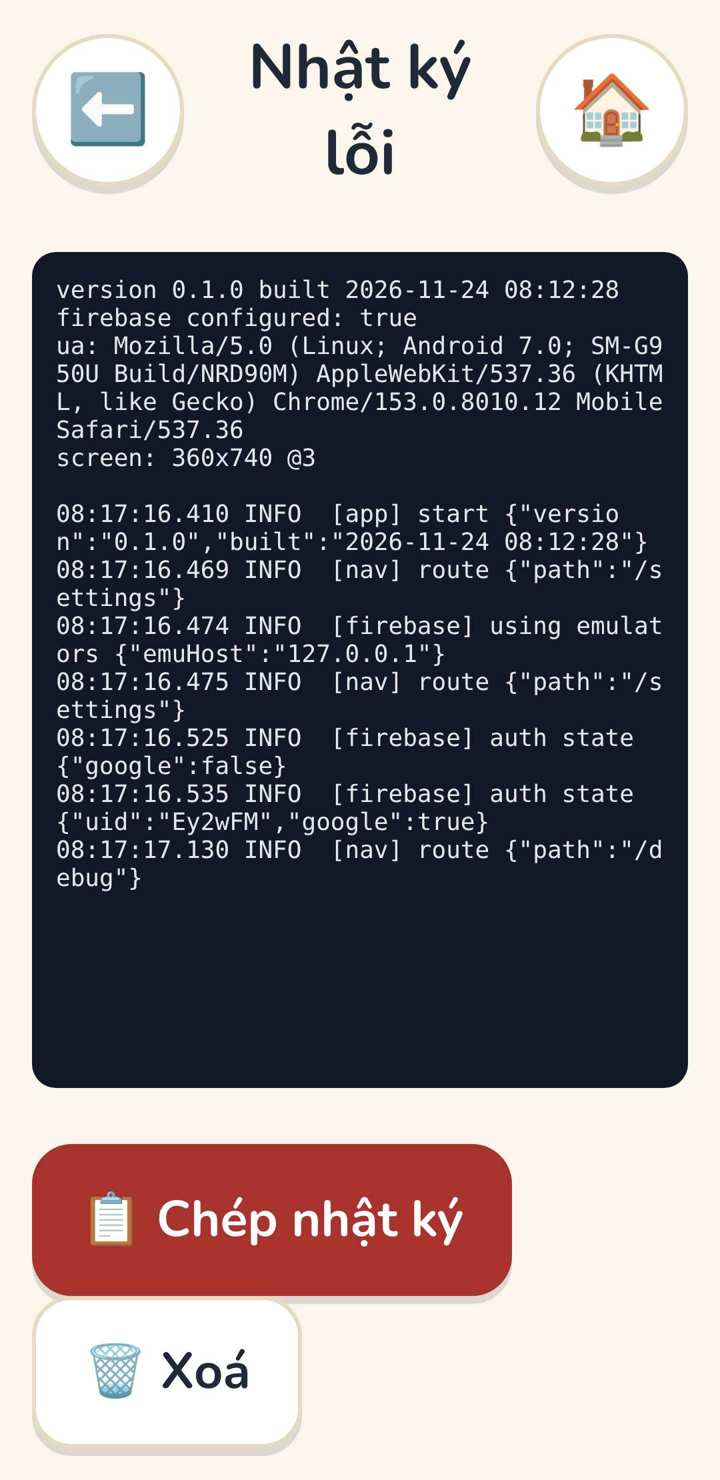 Nhật ký
lỗi
version 0.1.0 built 2026-11-24 08:12:28
firebase configured: true
ua: Mozilla/5.0 (Linux; Android 7.0; SM-G9
50U Build/NRD90M) AppleWebKit/537.36 (KHTM
L, like Gecko) Chrome/153.0.8010.12 Mobile
Safari/537.36
screen: 360x740 @3
08:17:16.410 INFO  [app] start {"versio
n":"0.1.0","built":"2026-11-24 08:12:28"}
08:17:16.469 INFO  [nav] route {"path":"/s
ettings"}
08:17:16.474 INFO  [firebase] using emulat
ors {"emuHost":"127.0.0.1"}
08:17:16.475 INFO  [nav] route {"path":"/s
ettings"}
08:17:16.525 INFO  [firebase] auth state
{"google":false}
08:17:16.535 INFO  [firebase] auth state
{"uid":"Ey2wFM","google":true}
08:17:17.130 INFO  [nav] route {"path":"/d
ebug"}
Chép nhật ký
Xoá